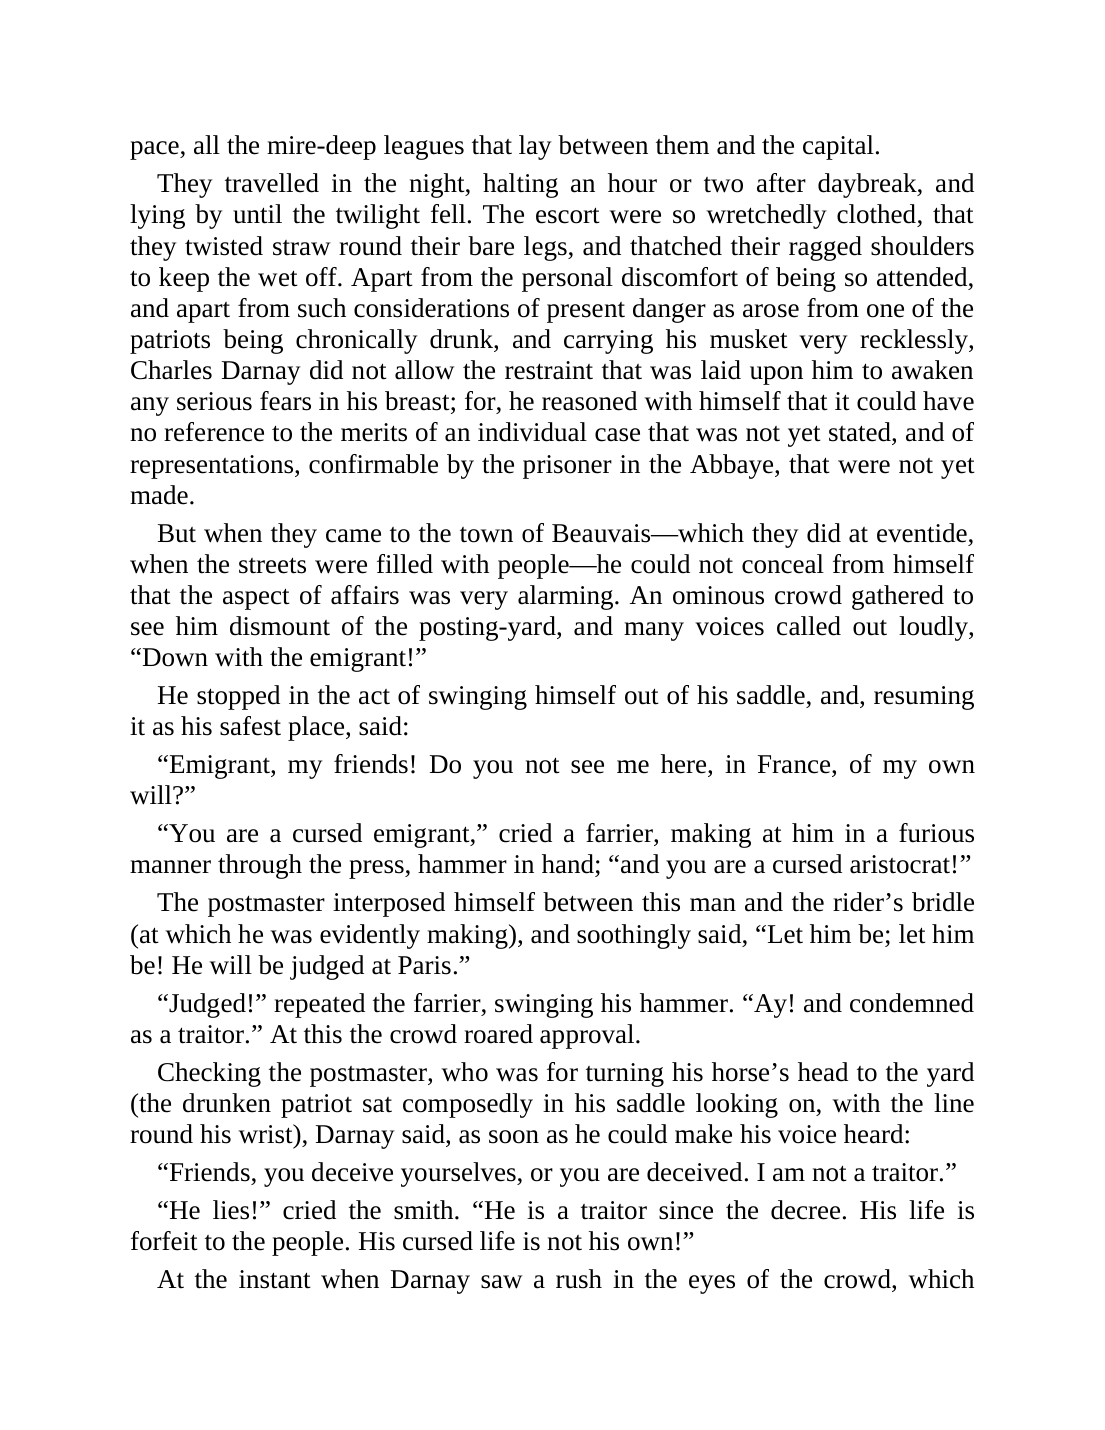 pace, all the mire-deep leagues that lay between them and the capital.
They travelled in the night, halting an hour or two after daybreak, and
lying by until the twilight fell. The escort were so wretchedly clothed, that
they twisted straw round their bare legs, and thatched their ragged shoulders
to keep the wet off. Apart from the personal discomfort of being so attended,
and apart from such considerations of present danger as arose from one of the
patriots being chronically drunk, and carrying his musket very recklessly,
Charles Darnay did not allow the restraint that was laid upon him to awaken
any serious fears in his breast; for, he reasoned with himself that it could have
no reference to the merits of an individual case that was not yet stated, and of
representations, confirmable by the prisoner in the Abbaye, that were not yet
made.
But when they came to the town of Beauvais—which they did at eventide,
when the streets were filled with people—he could not conceal from himself
that the aspect of affairs was very alarming. An ominous crowd gathered to
see him dismount of the posting-yard, and many voices called out loudly,
“Down with the emigrant!”
He stopped in the act of swinging himself out of his saddle, and, resuming
it as his safest place, said:
“Emigrant, my friends! Do you not see me here, in France, of my own
will?”
“You are a cursed emigrant,” cried a farrier, making at him in a furious
manner through the press, hammer in hand; “and you are a cursed aristocrat!”
The postmaster interposed himself between this man and the rider’s bridle
(at which he was evidently making), and soothingly said, “Let him be; let him
be! He will be judged at Paris.”
“Judged!” repeated the farrier, swinging his hammer. “Ay! and condemned
as a traitor.” At this the crowd roared approval.
Checking the postmaster, who was for turning his horse’s head to the yard
(the drunken patriot sat composedly in his saddle looking on, with the line
round his wrist), Darnay said, as soon as he could make his voice heard:
“Friends, you deceive yourselves, or you are deceived. I am not a traitor.”
“He lies!” cried the smith. “He is a traitor since the decree. His life is
forfeit to the people. His cursed life is not his own!”
At the instant when Darnay saw a rush in the eyes of the crowd, which